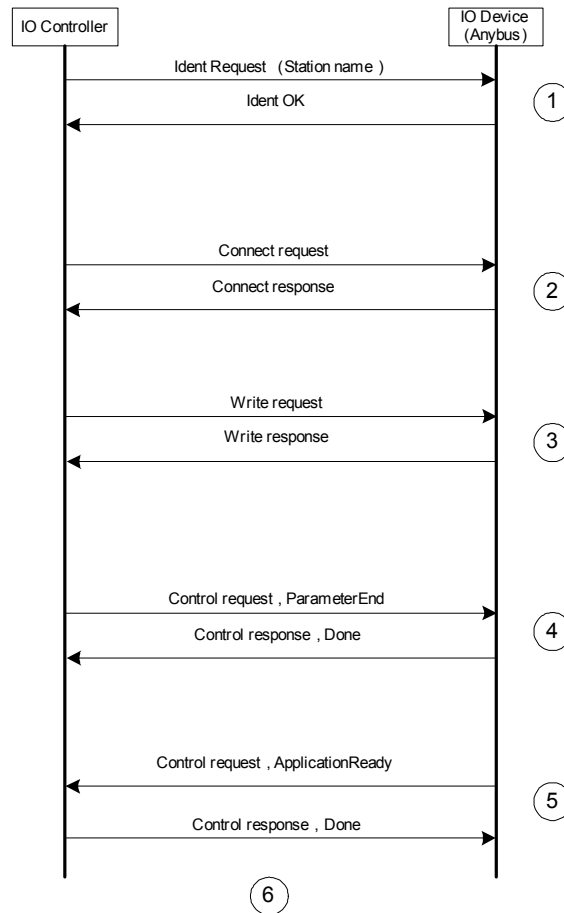 IO Controller
IO Device
(Anybus)
Ident Request (Station name )
Ident OK
1
Connect request
Connect response
2
Write request
Write response
3
Control request , ParameterEnd
Control response , Done
4
Control request , ApplicationReady
Control response , Done
5
6